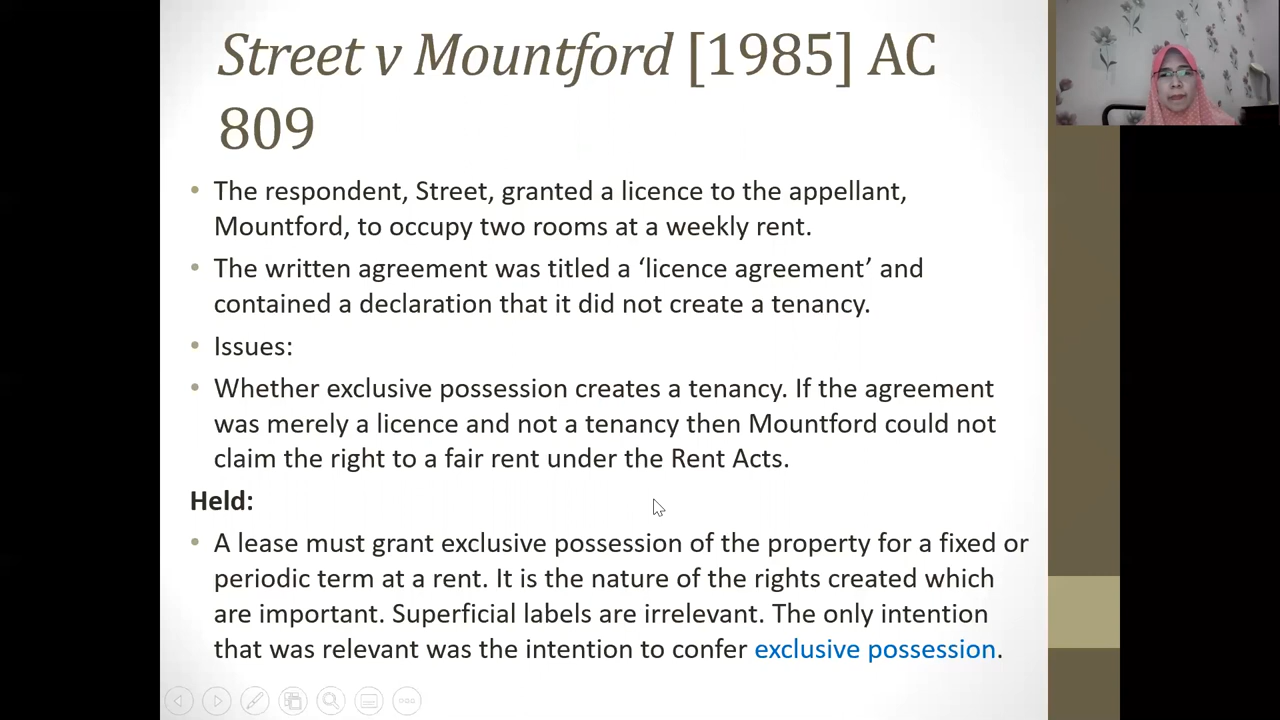 Street v Mountford [1985] AC
809
• The respondent, Street, granted a licence to the appellant,
Mountford, to occupy two rooms at a weekly rent.
• The written agreement was titled a ‘licence agreement’ and
contained a declaration that it did not create a tenancy.
• Issues:
• Whether exclusive possession creates a tenancy. If the agreement
was merely a licence and not a tenancy then Mountford could not
claim the right to a fair rent under the Rent Acts.
Held:
• A lease must grant exclusive possession of the property for a fixed or
periodic term at a rent. It is the nature of the rights created which
are important. Superficial labels are irrelevant. The only intention
that was relevant was the intention to confer exclusive possession.